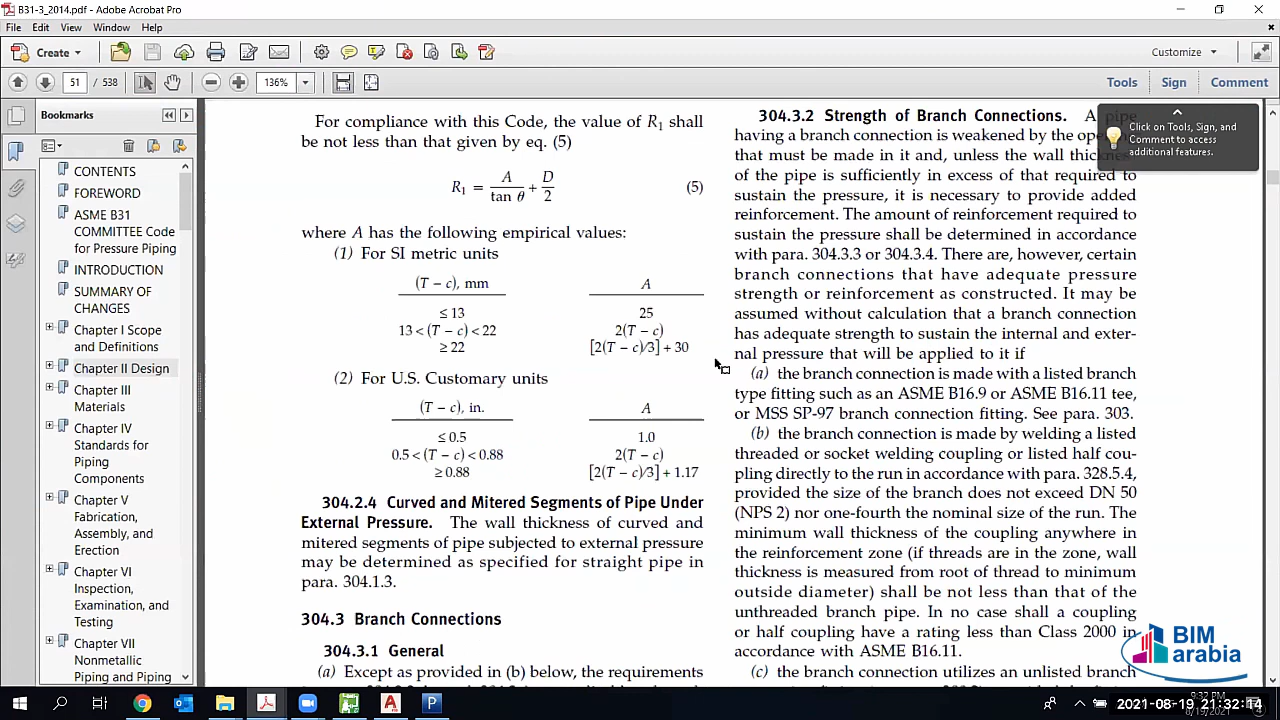 B31-3_2014.pdf - Adobe Acrobat Pro
File Edit View Window Help
Create
Customize
51 / 538
136%
Tools Sign Comment
Bookmarks
CONTENTS
FOREWORD
ASME B31
COMMITTEE Code
for Pressure Piping
INTRODUCTION
SUMMARY OF
CHANGES
Chapter I Scope
and Definitions
Chapter II Design
Chapter III
Materials
Chapter IV
Standards for
Piping
Components
Chapter V
Fabrication,
Assembly, and
Erection
Chapter VI
Inspection,
Examination, and
Testing
Chapter VII
Nonmetallic
Piping and Piping
For compliance with this Code, the value of R1 shall
be not less than that given by eq. (5)
R1 = A/tan θ + D/2 (5)
where A has the following empirical values:
(1) For SI metric units
(T − c), mm A
≤ 13 25
13 < (T − c) < 22 2(T − c)
≥ 22 [2(T − c)/3] + 30
(2) For U.S. Customary units
(T − c), in. A
≤ 0.5 1.0
0.5 < (T − c) < 0.88 2(T − c)
≥ 0.88 [2(T − c)/3] + 1.17
304.2.4 Curved and Mitered Segments of Pipe Under
External Pressure. The wall thickness of curved and
mitered segments of pipe subjected to external pressure
may be determined as specified for straight pipe in
para. 304.1.3.
304.3 Branch Connections
304.3.1 General
(a) Except as provided in (b) below, the requirements
304.3.2 Strength of Branch Connections. A pipe
having a branch connection is weakened by the ope
that must be made in it and, unless the wall thick
of the pipe is sufficiently in excess of that required to
sustain the pressure, it is necessary to provide added
reinforcement. The amount of reinforcement required to
sustain the pressure shall be determined in accordance
with para. 304.3.3 or 304.3.4. There are, however, certain
branch connections that have adequate pressure
strength or reinforcement as constructed. It may be
assumed without calculation that a branch connection
has adequate strength to sustain the internal and exter-
nal pressure that will be applied to it if
(a) the branch connection is made with a listed branch
type fitting such as an ASME B16.9 or ASME B16.11 tee,
or MSS SP-97 branch connection fitting. See para. 303.
(b) the branch connection is made by welding a listed
threaded or socket welding coupling or listed half cou-
pling directly to the run in accordance with para. 328.5.4,
provided the size of the branch does not exceed DN 50
(NPS 2) nor one-fourth the nominal size of the run. The
minimum wall thickness of the coupling anywhere in
the reinforcement zone (if threads are in the zone, wall
thickness is measured from root of thread to minimum
outside diameter) shall be not less than that of the
unthreaded branch pipe. In no case shall a coupling
or half coupling have a rating less than Class 2000 in
accordance with ASME B16.11.
(c) the branch connection utilizes an unlisted branch
Click on Tools, Sign, and
Comment to access
additional features.
BIM
arabia
9:32 PM
8/19/2021
2021-08-19 21:32:14